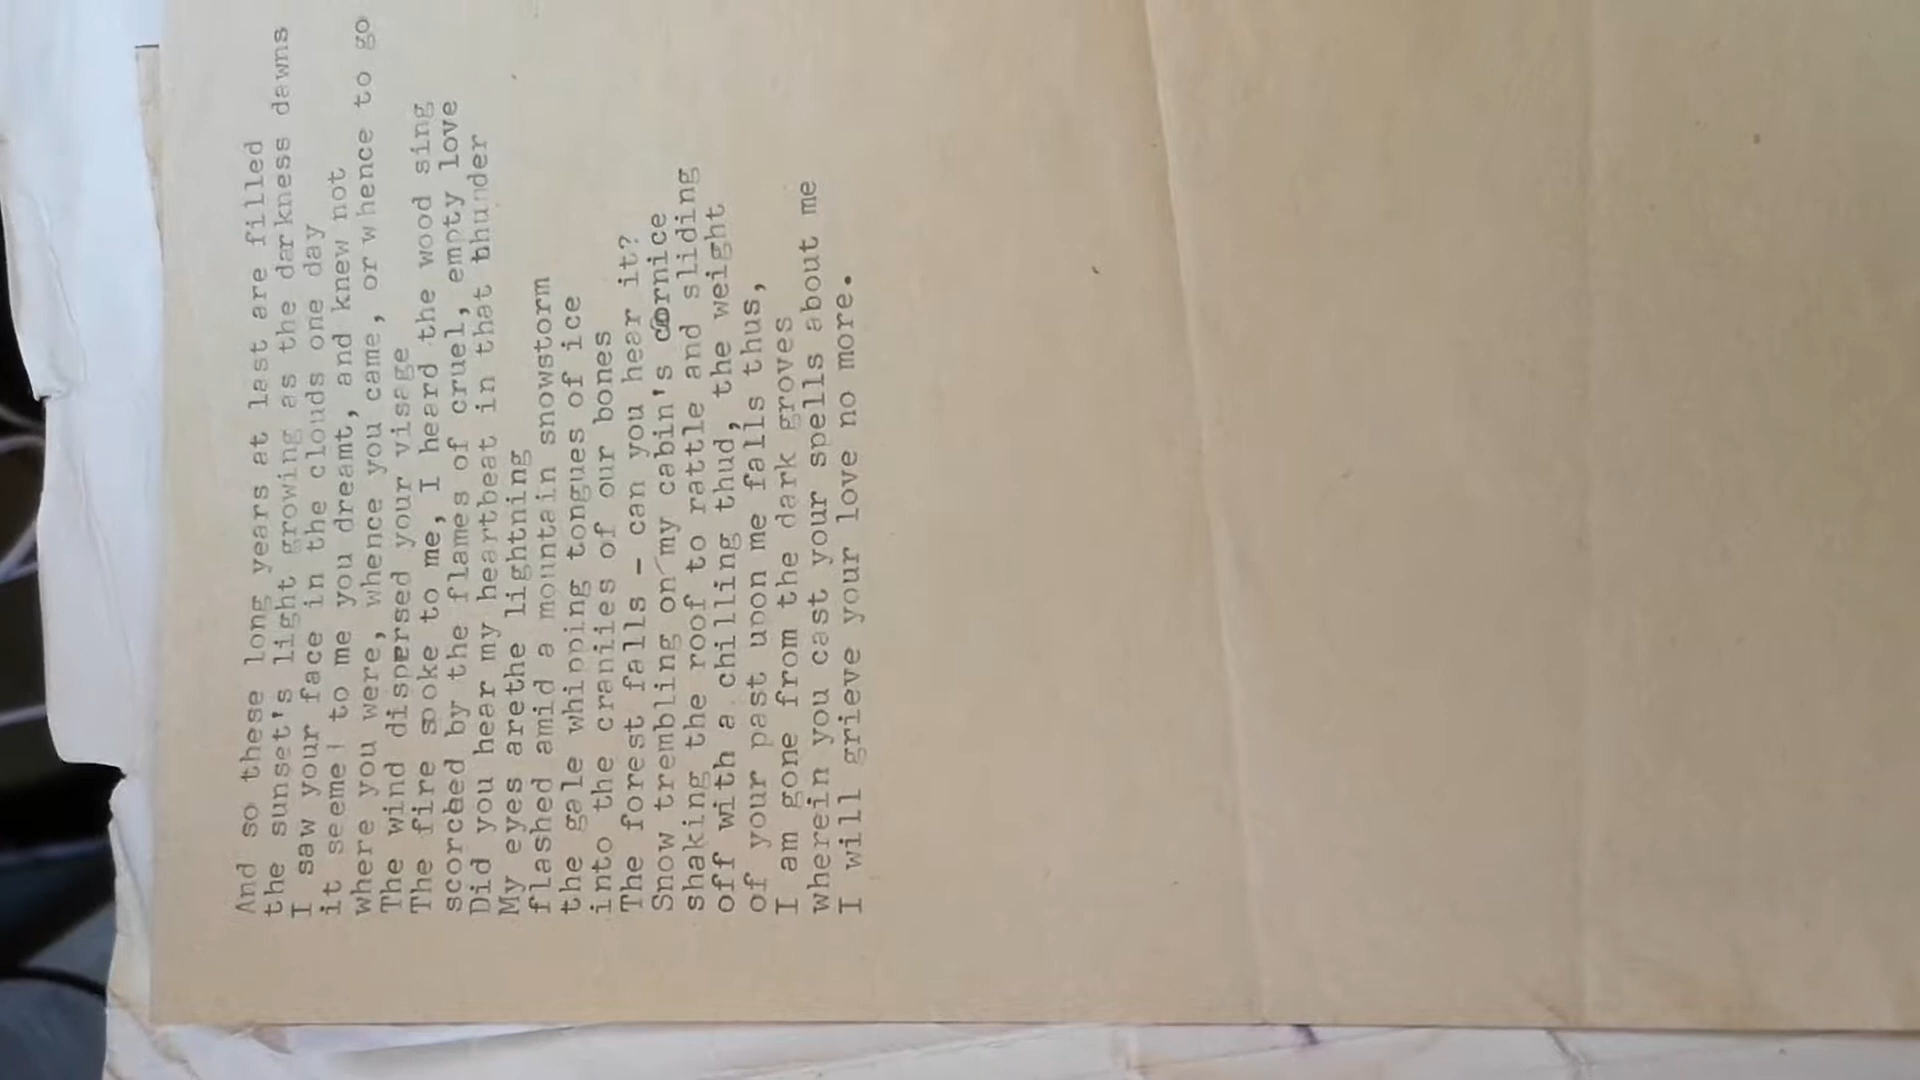 And so these long years at last are filled
the sunset's light growing as the darkness dawns
I saw your face in the clouds one day
it seeme! to me you dreamt, and knew not
where you were, whence you came, or whence to go
The wind dispersed your visage
The fire spoke to me, I heard the wood sing
scorched by the flames of cruel, empty love
Did you hear my heartbeat in that thunder
My eyes arethe lightning
flashed amid a mountain snowstorm
the gale whipping tongues of ice
into the cranies of our bones
The forest falls - can you hear it?
Snow trembling on my cabin's cornice
shaking the roof to rattle and sliding
off with a chilling thud, the weight
of your past upon me falls thus,
I am gone from the dark groves
wherein you cast your spells about me
I will grieve your love no more.